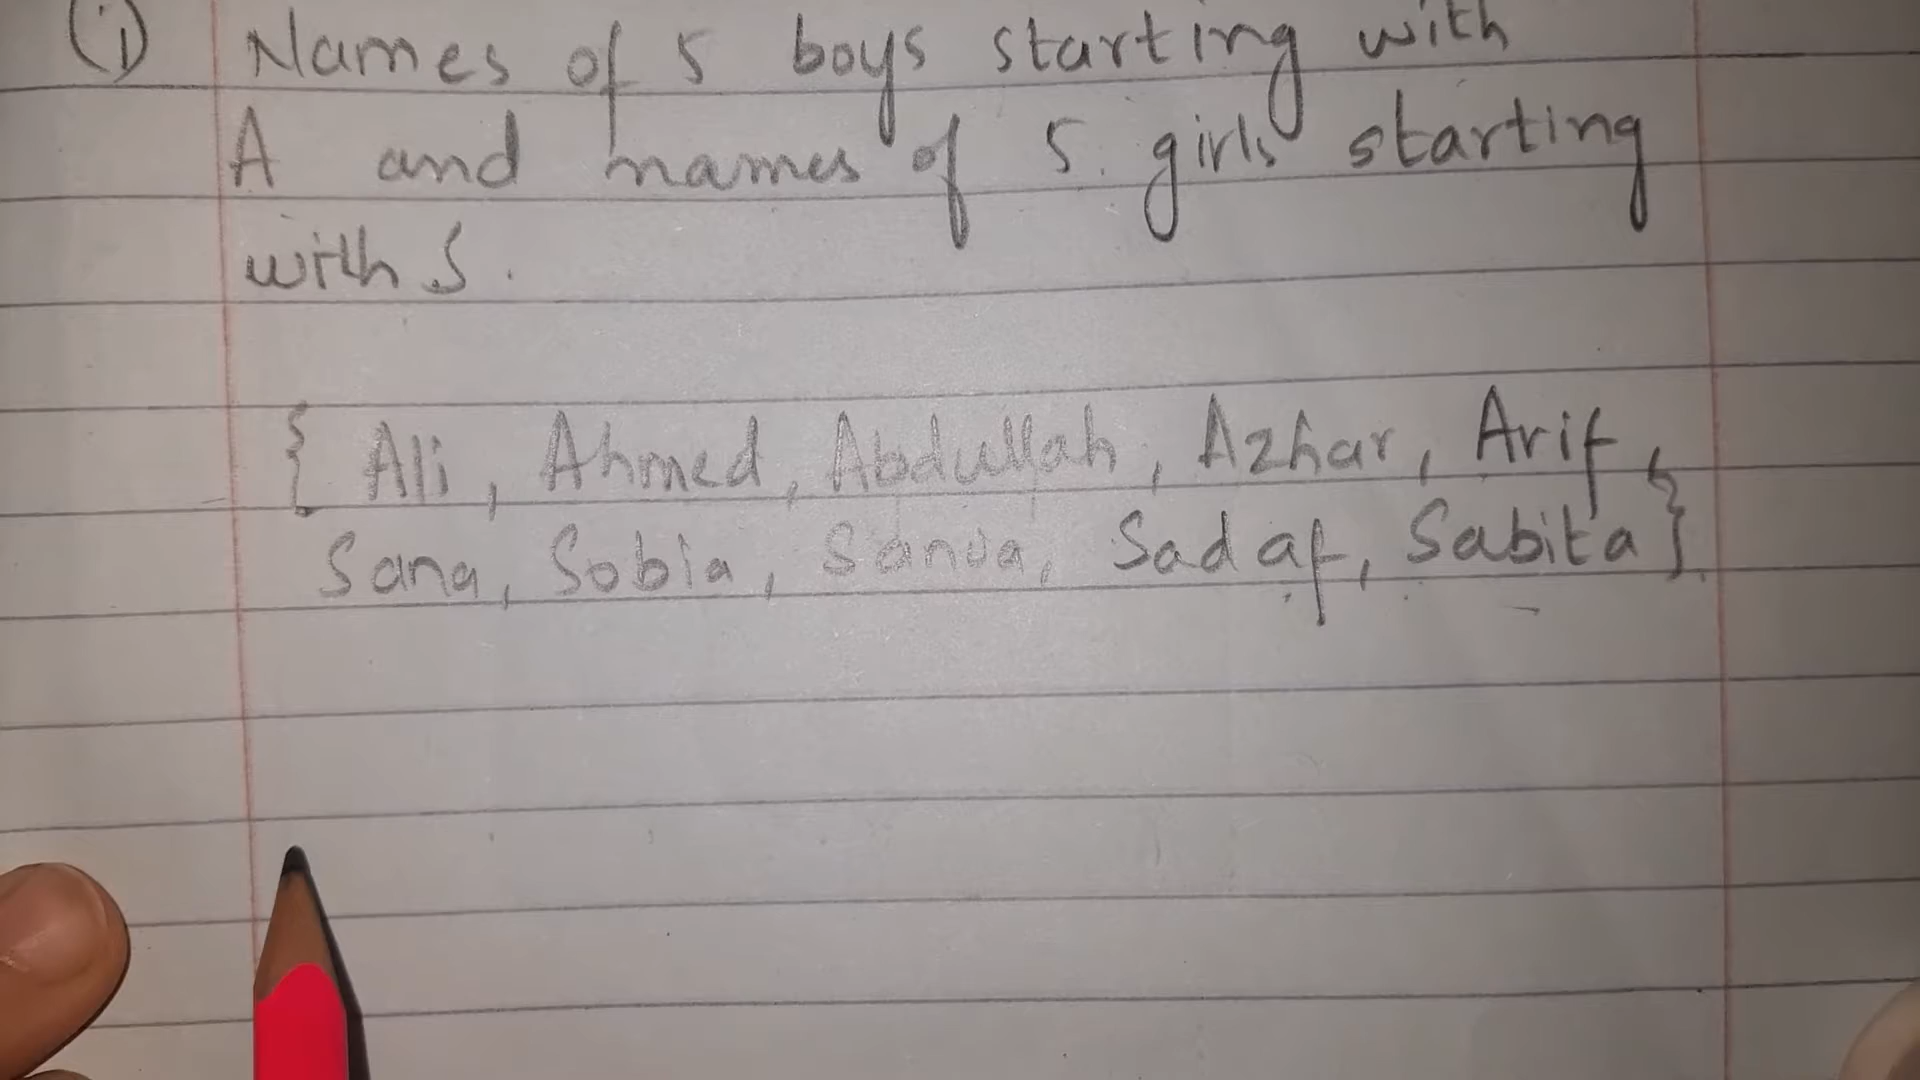 (i) Names of 5 boys starting with
A and names of 5 girls starting
with S.
{ Ali, Ahmed, Abdullah, Azhar, Arif,
Sana, Sobia, Sadaf, Sabita }